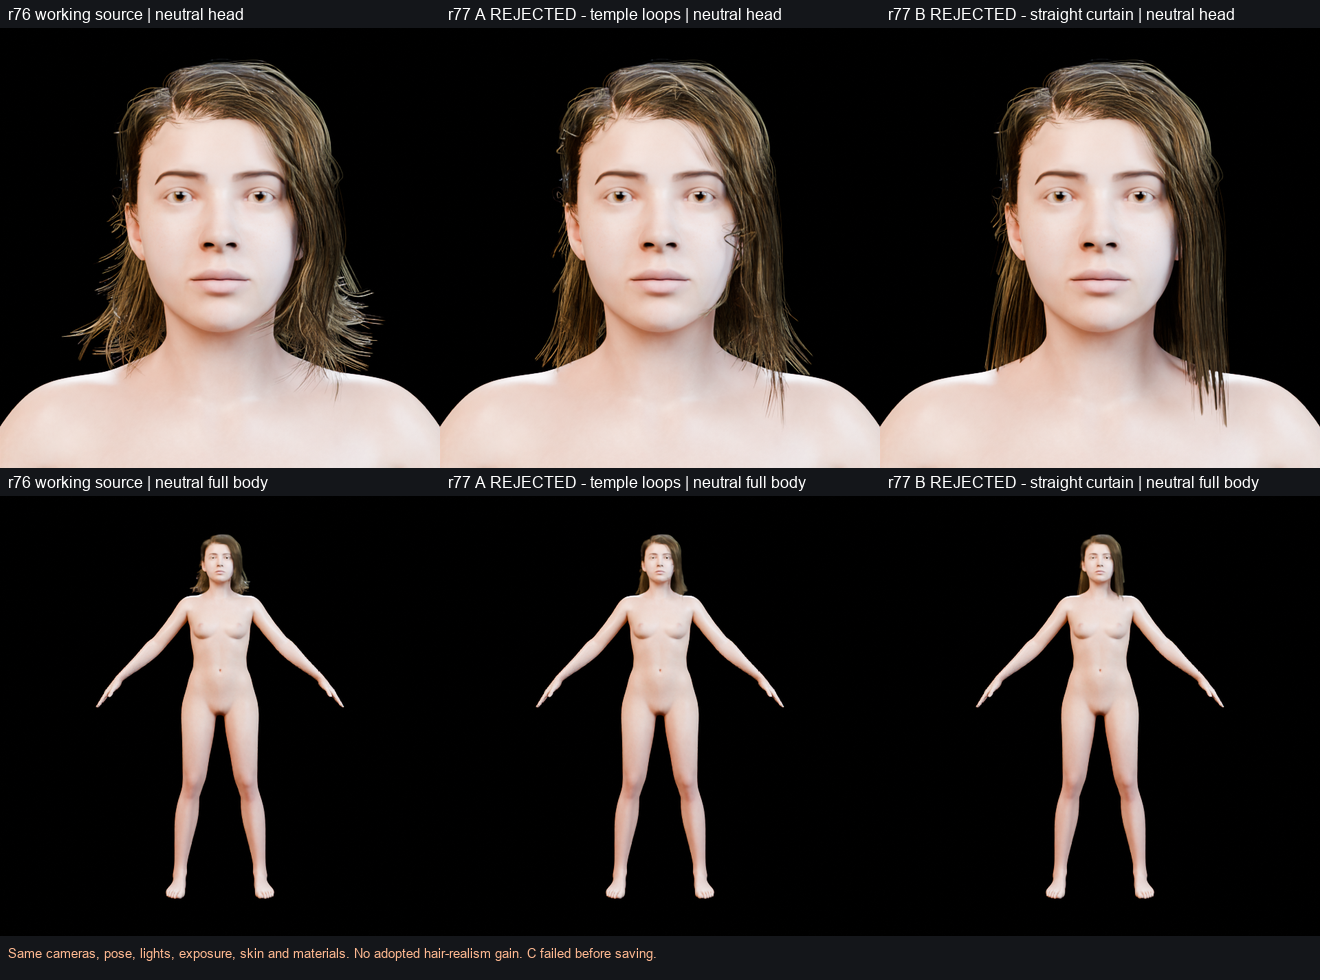 r76 working source | neutral head
r77 A REJECTED - temple loops | neutral head
r77 B REJECTED - straight curtain | neutral head
r76 working source | neutral full body
r77 A REJECTED - temple loops | neutral full body
r77 B REJECTED - straight curtain | neutral full body
Same cameras, pose, lights, exposure, skin and materials. No adopted hair-realism gain. C failed before saving.